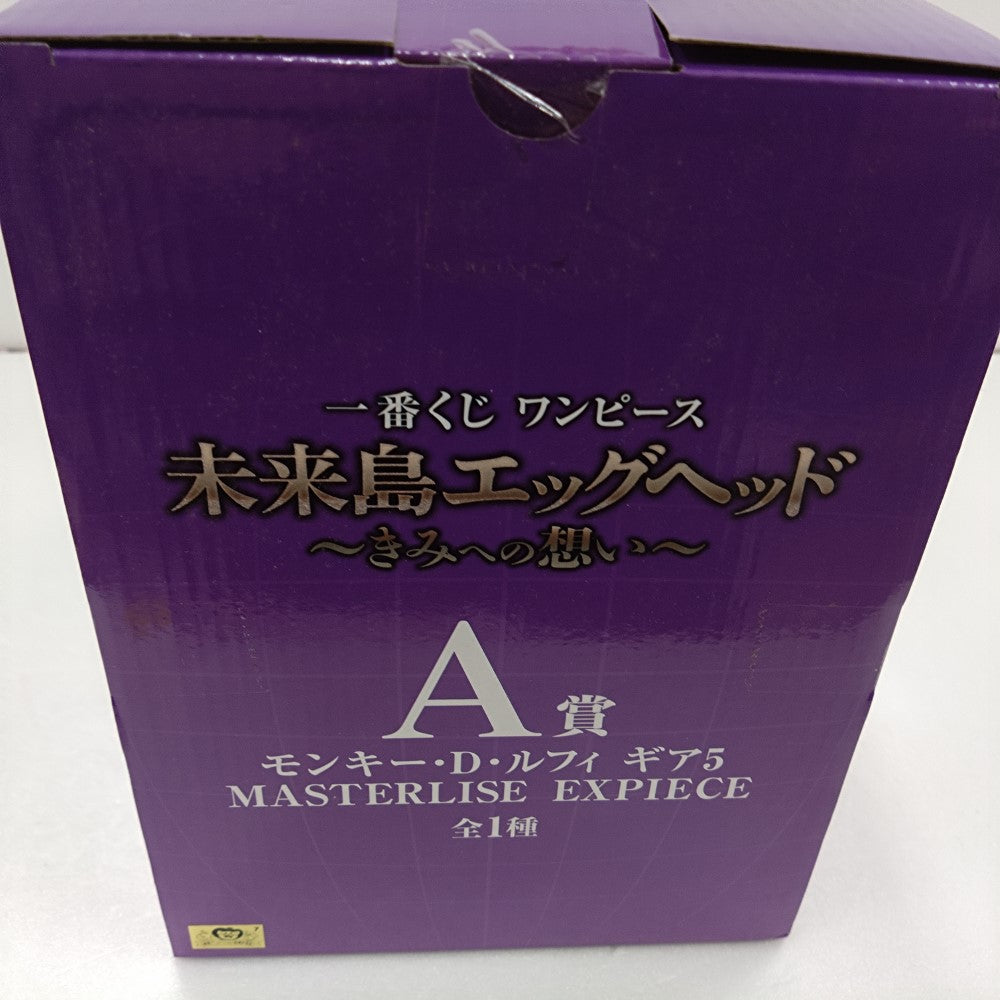 一番くじ ワンピース
未来島エッグヘッド
～きみへの想い～
A賞
モンキー・D・ルフィ ギア5
MASTERLISE EXPIECE
全1種